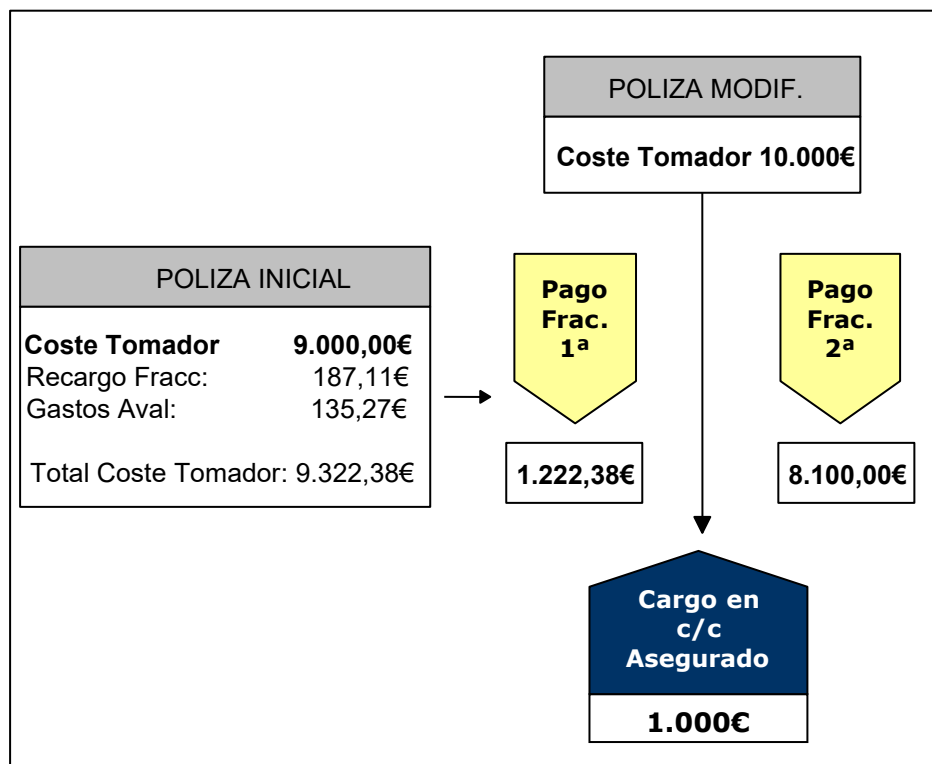 POLIZA MODIF.
Coste Tomador 10.000€
POLIZA INICIAL
Coste Tomador 9.000,00€
Recargo Fracc: 187,11€
Gastos Aval: 135,27€
Total Coste Tomador: 9.322,38€
Pago
Frac.
1ª
1.222,38€
Pago
Frac.
2ª
8.100,00€
Cargo en
c/c
Asegurado
1.000€